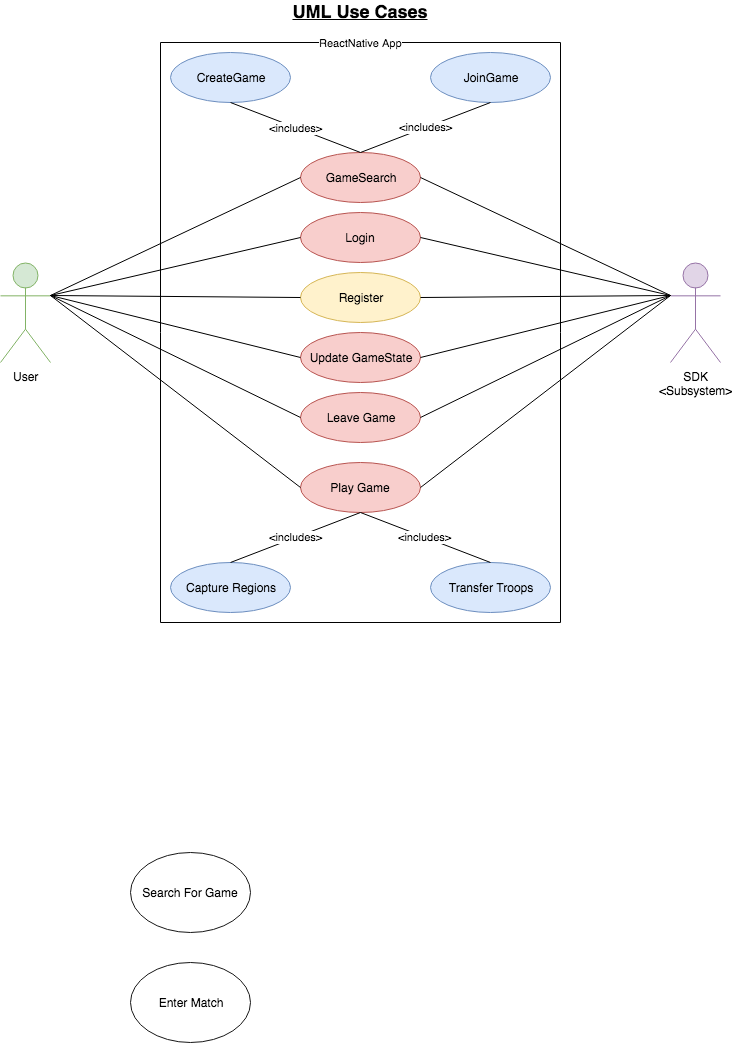 UML Use Cases
ReactNative App
CreateGame
JoinGame
<includes>
<includes>
GameSearch
Login
Register
Update GameState
Leave Game
Play Game
User
SDK
<Subsystem>
<includes>
<includes>
Capture Regions
Transfer Troops
Search For Game
Enter Match